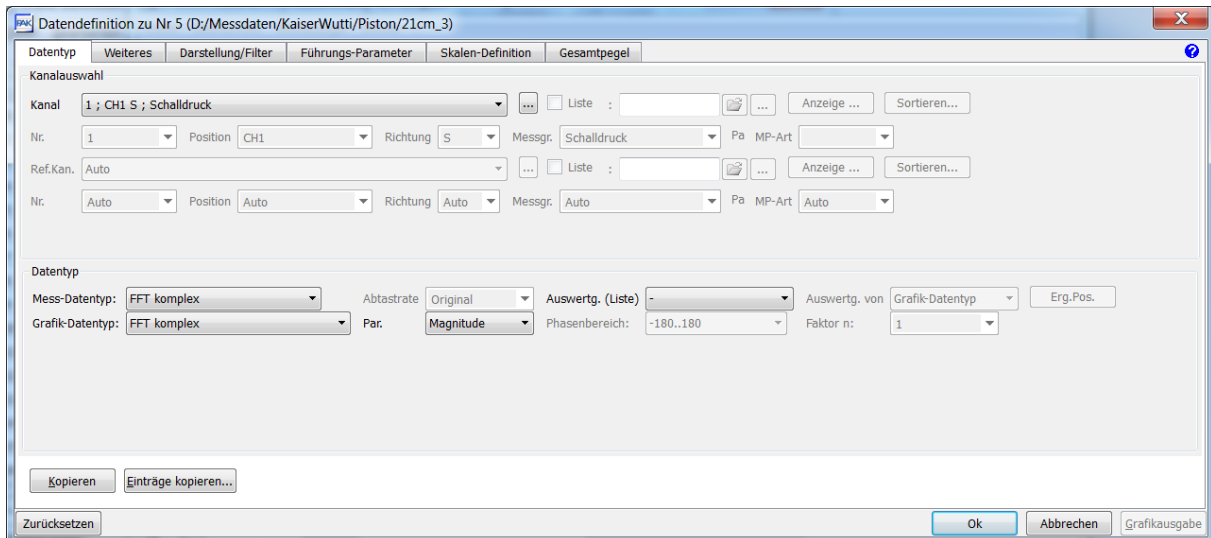 PAK Datendefinition zu Nr 5 (D:/Messdaten/KaiserWutti/Piston/21cm_3) X
Datentyp Weiteres Darstellung/Filter Führungs-Parameter Skalen-Definition Gesamtpegel ?
Kanalauswahl
Kanal 1 ; CH1 S ; Schalldruck ... Liste : ... Anzeige ... Sortieren...
Nr. 1 Position CH1 Richtung S Messgr. Schalldruck Pa MP-Art
Ref.Kan. Auto ... Liste : ... Anzeige ... Sortieren...
Nr. Auto Position Auto Richtung Auto Messgr. Auto Pa MP-Art Auto
Datentyp
Mess-Datentyp: FFT komplex Abtastrate Original Auswertg. (Liste) - Auswertg. von Grafik-Datentyp Erg.Pos.
Grafik-Datentyp: FFT komplex Par. Magnitude Phasenbereich: -180..180 Faktor n: 1
Kopieren Einträge kopieren...
Zurücksetzen Ok Abbrechen Grafikausgabe